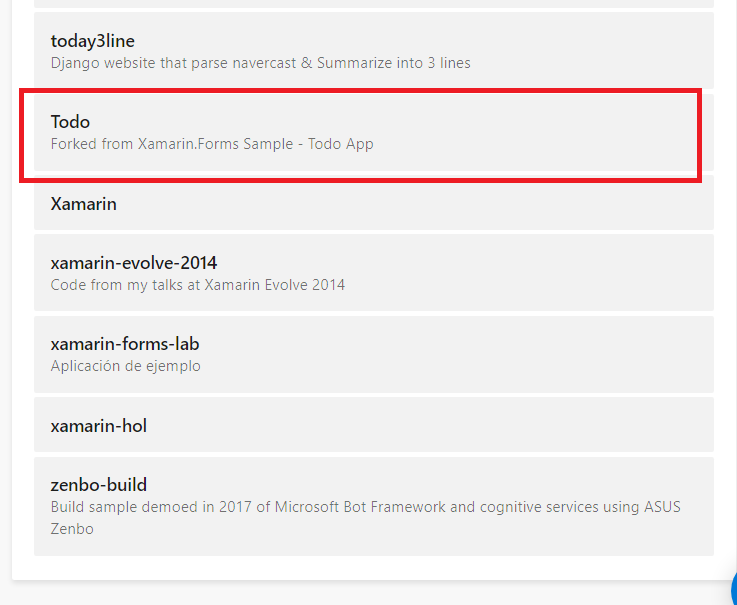 today3line
Django website that parse navercast & Summarize into 3 lines
Todo
Forked from Xamarin.Forms Sample - Todo App
Xamarin
xamarin-evolve-2014
Code from my talks at Xamarin Evolve 2014
xamarin-forms-lab
Aplicación de ejemplo
xamarin-hol
zenbo-build
Build sample demoed in 2017 of Microsoft Bot Framework and cognitive services using ASUS
Zenbo